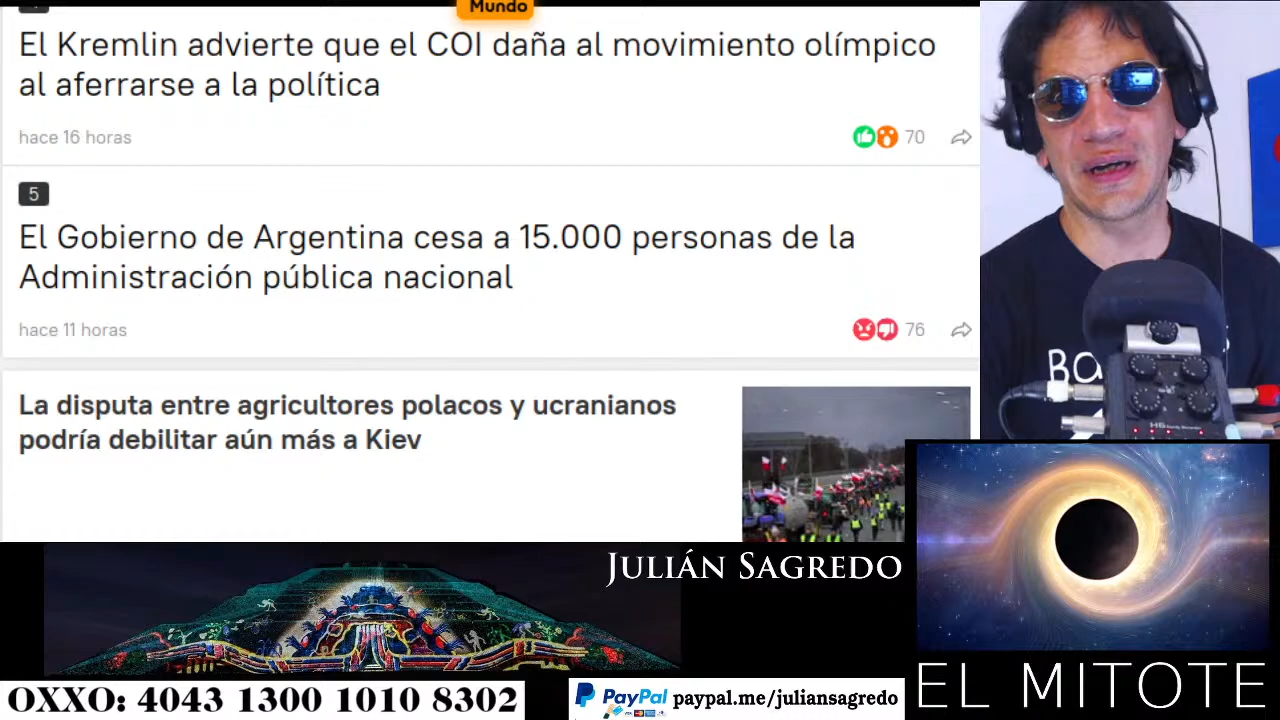 Mundo
El Kremlin advierte que el COI daña al movimiento olímpico
al aferrarse a la política
hace 16 horas
70
5
El Gobierno de Argentina cesa a 15.000 personas de la
Administración pública nacional
hace 11 horas
76
La disputa entre agricultores polacos y ucranianos
podría debilitar aún más a Kiev
H6
JULIÁN SAGREDO
OXXO: 4043 1300 1010 8302
PayPal paypal.me/juliansagredo
EL MITOTE